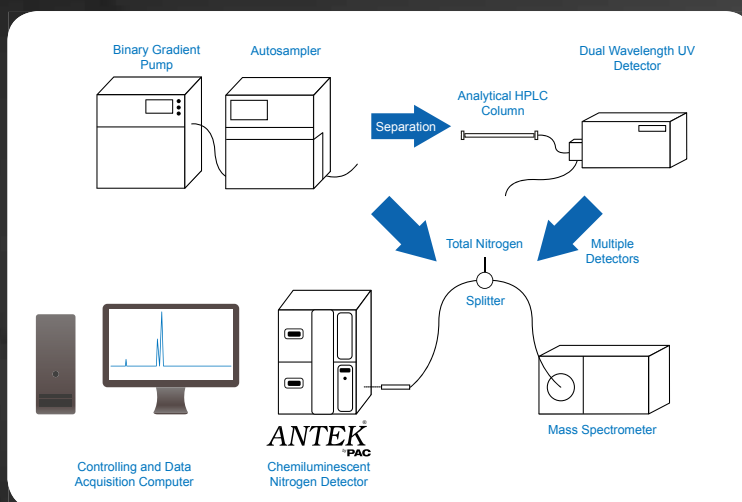 Binary Gradient
Pump
Autosampler
Dual Wavelength UV
Detector
Analytical HPLC
Column
Separation
Total Nitrogen
Multiple
Detectors
Splitter
ANTEK®
by PAC
Mass Spectrometer
Controlling and Data
Acquisition Computer
Chemiluminescent
Nitrogen Detector